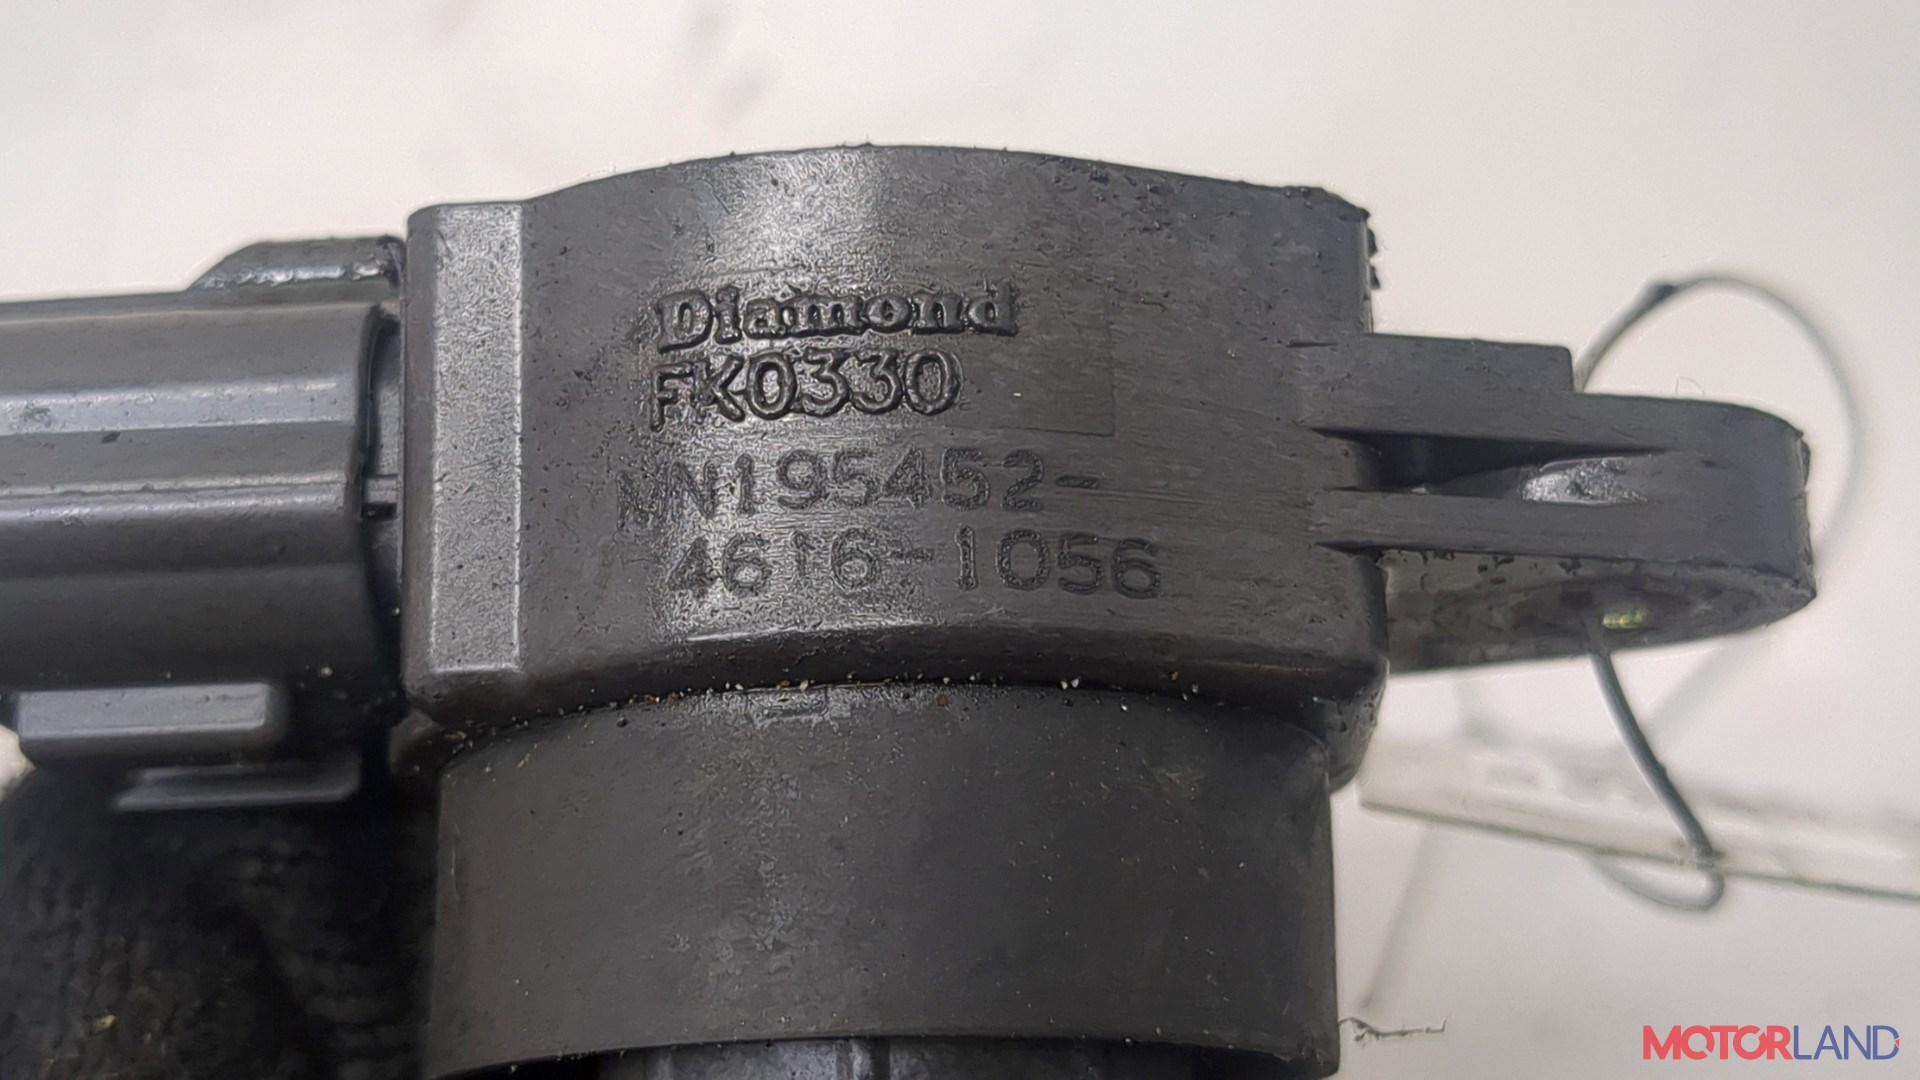 Diamond
FK0330
MN195452-
4616-1056
MOTORLAND